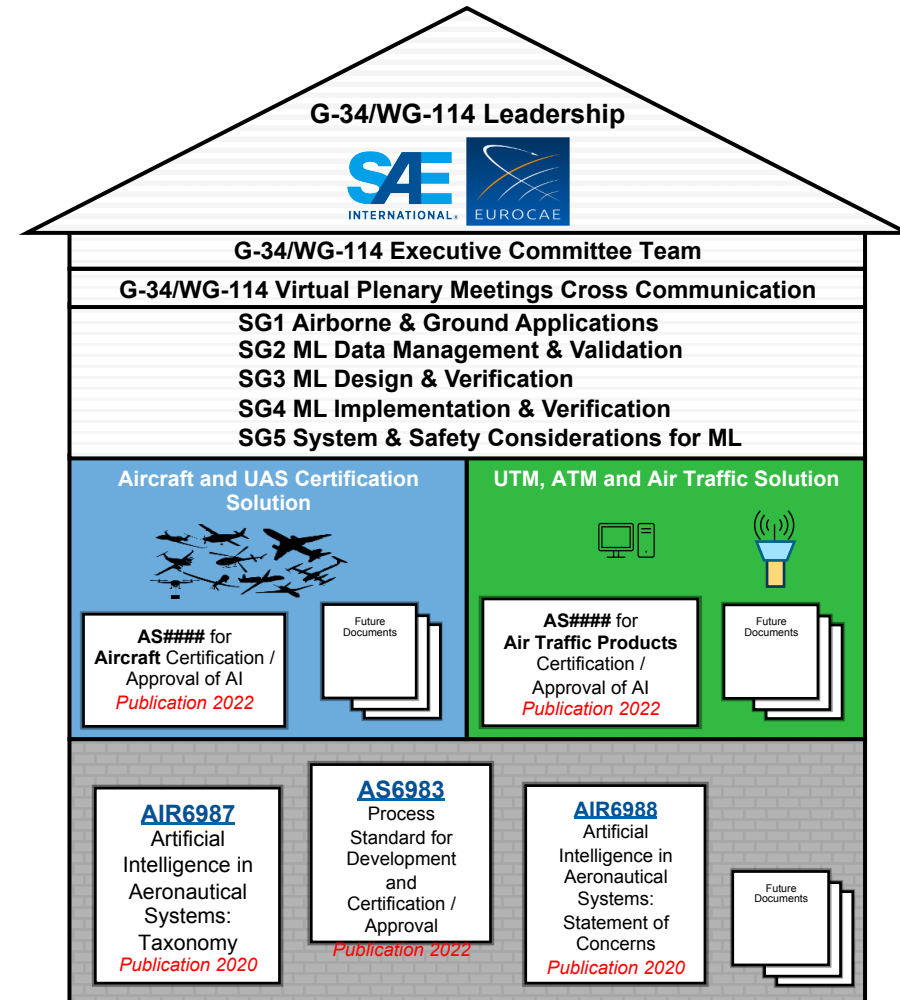 G-34/WG-114 Leadership
SAE
INTERNATIONAL®
EUROCAE
G-34/WG-114 Executive Committee Team
G-34/WG-114 Virtual Plenary Meetings Cross Communication
SG1 Airborne & Ground Applications
SG2 ML Data Management & Validation
SG3 ML Design & Verification
SG4 ML Implementation & Verification
SG5 System & Safety Considerations for ML
Aircraft and UAS Certification
Solution
AS#### for
Aircraft Certification /
Approval of AI
Publication 2022
Future
Documents
UTM, ATM and Air Traffic Solution
AS#### for
Air Traffic Products
Certification /
Approval of AI
Publication 2022
Future
Documents
AIR6987
Artificial
Intelligence in
Aeronautical
Systems:
Taxonomy
Publication 2020
AS6983
Process
Standard for
Development
and
Certification /
Approval
Publication 2022
AIR6988
Artificial
Intelligence in
Aeronautical
Systems:
Statement of
Concerns
Publication 2020
Future
Documents